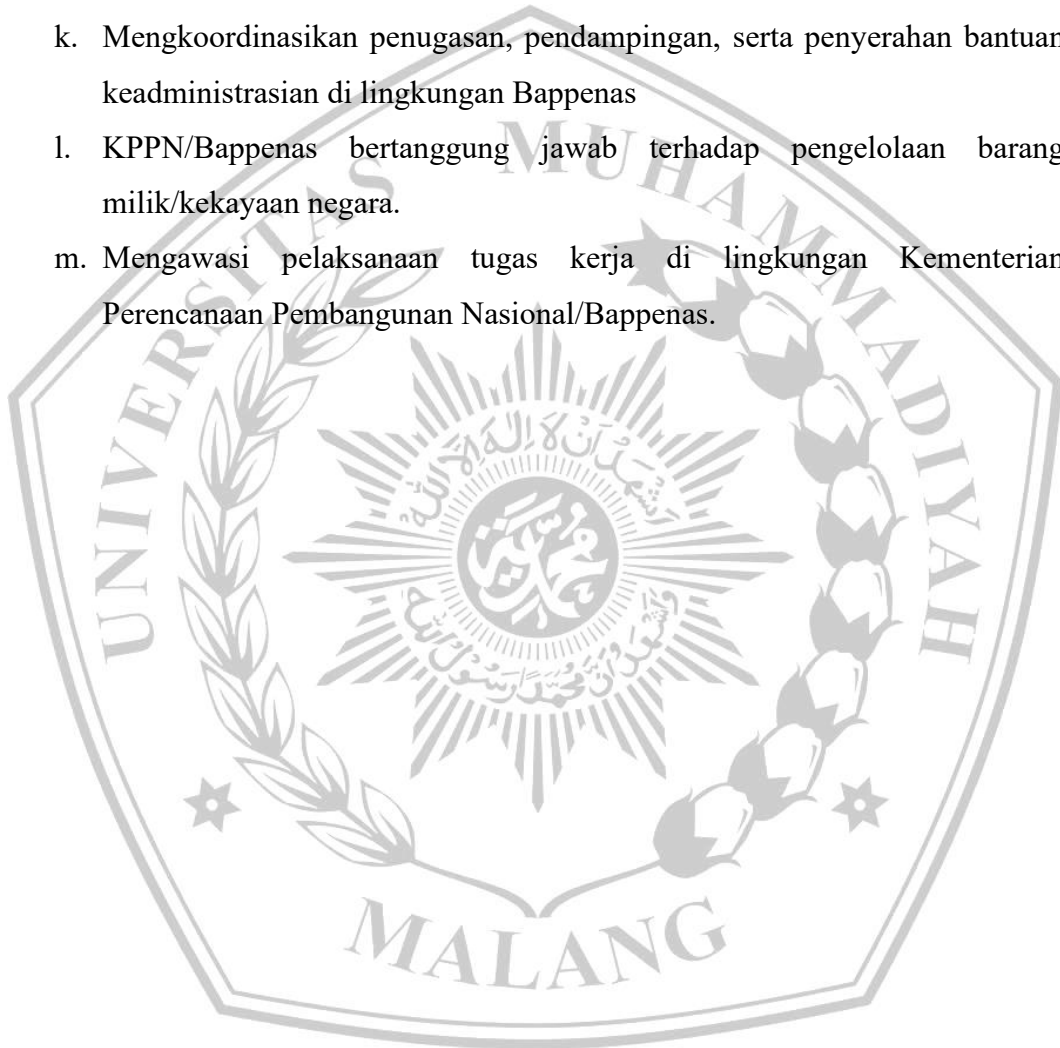 k. Mengkoordinasikan penugasan, pendampingan, serta penyerahan bantuan
keadministrasian di lingkungan Bappenas
l. KPPN/Bappenas bertanggung jawab terhadap pengelolaan barang
milik/kekayaan negara.
m. Mengawasi pelaksanaan tugas kerja di lingkungan Kementerian
Perencanaan Pembangunan Nasional/Bappenas.
UNIVERSITAS MUHAMMADIYAH
MALANG